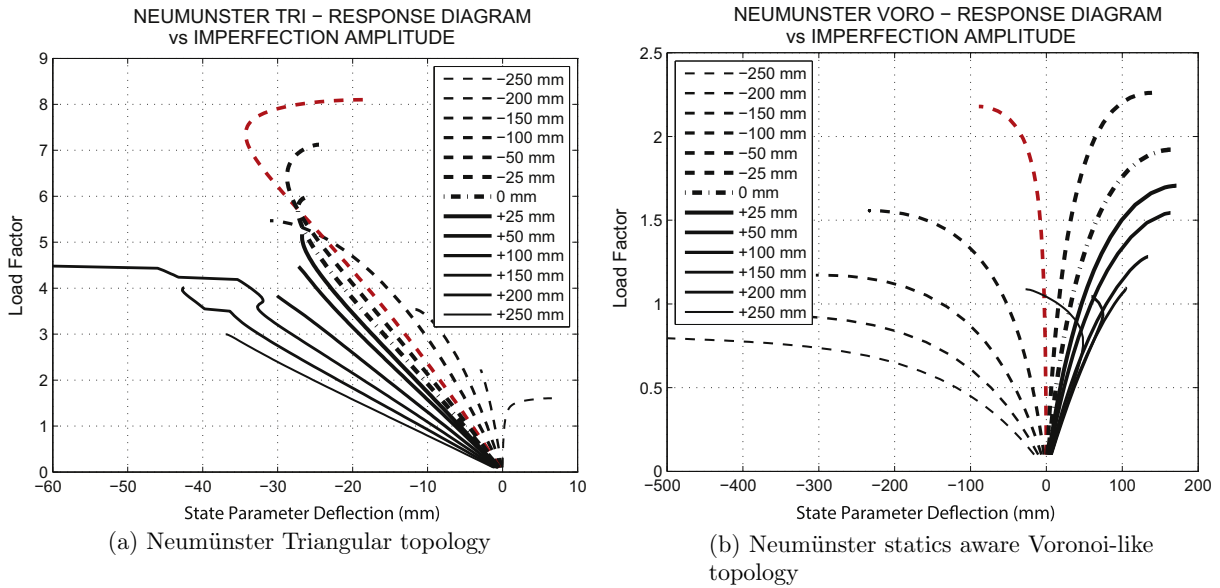 NEUMUNSTER TRI − RESPONSE DIAGRAM
vs IMPERFECTION AMPLITUDE
9
8
7
6
5
4
3
2
1
0
Load Factor
−60
−50
−40
−30
−20
−10
0
10
State Parameter Deflection (mm)
−250 mm
−200 mm
−150 mm
−100 mm
−50 mm
−25 mm
0 mm
+25 mm
+50 mm
+100 mm
+150 mm
+200 mm
+250 mm
(a) Neumünster Triangular topology
NEUMUNSTER VORO − RESPONSE DIAGRAM
vs IMPERFECTION AMPLITUDE
2.5
2
1.5
1
0.5
0
Load Factor
−500
−400
−300
−200
−100
0
100
200
State Parameter Deflection (mm)
−250 mm
−200 mm
−150 mm
−100 mm
−50 mm
−25 mm
0 mm
+25 mm
+50 mm
+100 mm
+150 mm
+200 mm
+250 mm
(b) Neumünster statics aware Voronoi-like
topology